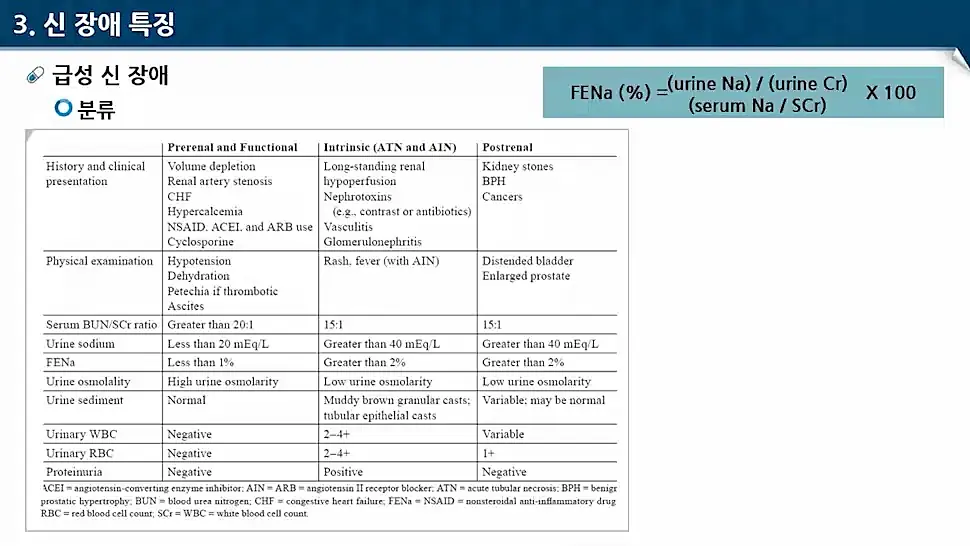 3. 신 장애 특징
급성 신 장애
분류
FENa (%) = (urine Na) / (urine Cr) X 100
(serum Na / SCr)
Prerenal and Functional Intrinsic (ATN and AIN) Postrenal
History and clinical Volume depletion Long-standing renal Kidney stones
presentation Renal artery stenosis hypoperfusion BPH
CHF Nephrotoxins Cancers
Hypercalcemia (e.g., contrast or antibiotics)
NSAID, ACEI, and ARB use Vasculitis
Cyclosporine Glomerulonephritis
Physical examination Hypotension Rash, fever (with AIN) Distended bladder
Dehydration Enlarged prostate
Petechia if thrombotic
Ascites
Serum BUN/SCr ratio Greater than 20:1 15:1 15:1
Urine sodium Less than 20 mEq/L Greater than 40 mEq/L Greater than 40 mEq/L
FENa Less than 1% Greater than 2% Greater than 2%
Urine osmolality High urine osmolarity Low urine osmolarity Low urine osmolarity
Urine sediment Normal Muddy brown granular casts; Variable; may be normal
tubular epithelial casts
Urinary WBC Negative 2–4+ Variable
Urinary RBC Negative 2–4+ 1+
Proteinuria Negative Positive Negative
ACEI = angiotensin-converting enzyme inhibitor; AIN = ARB = angiotensin II receptor blocker; ATN = acute tubular necrosis; BPH = benigr
prostatic hypertrophy; BUN = blood urea nitrogen; CHF = congestive heart failure; FENa = NSAID = nonsteroidal anti-inflammatory drug
RBC = red blood cell count; SCr = WBC = white blood cell count.